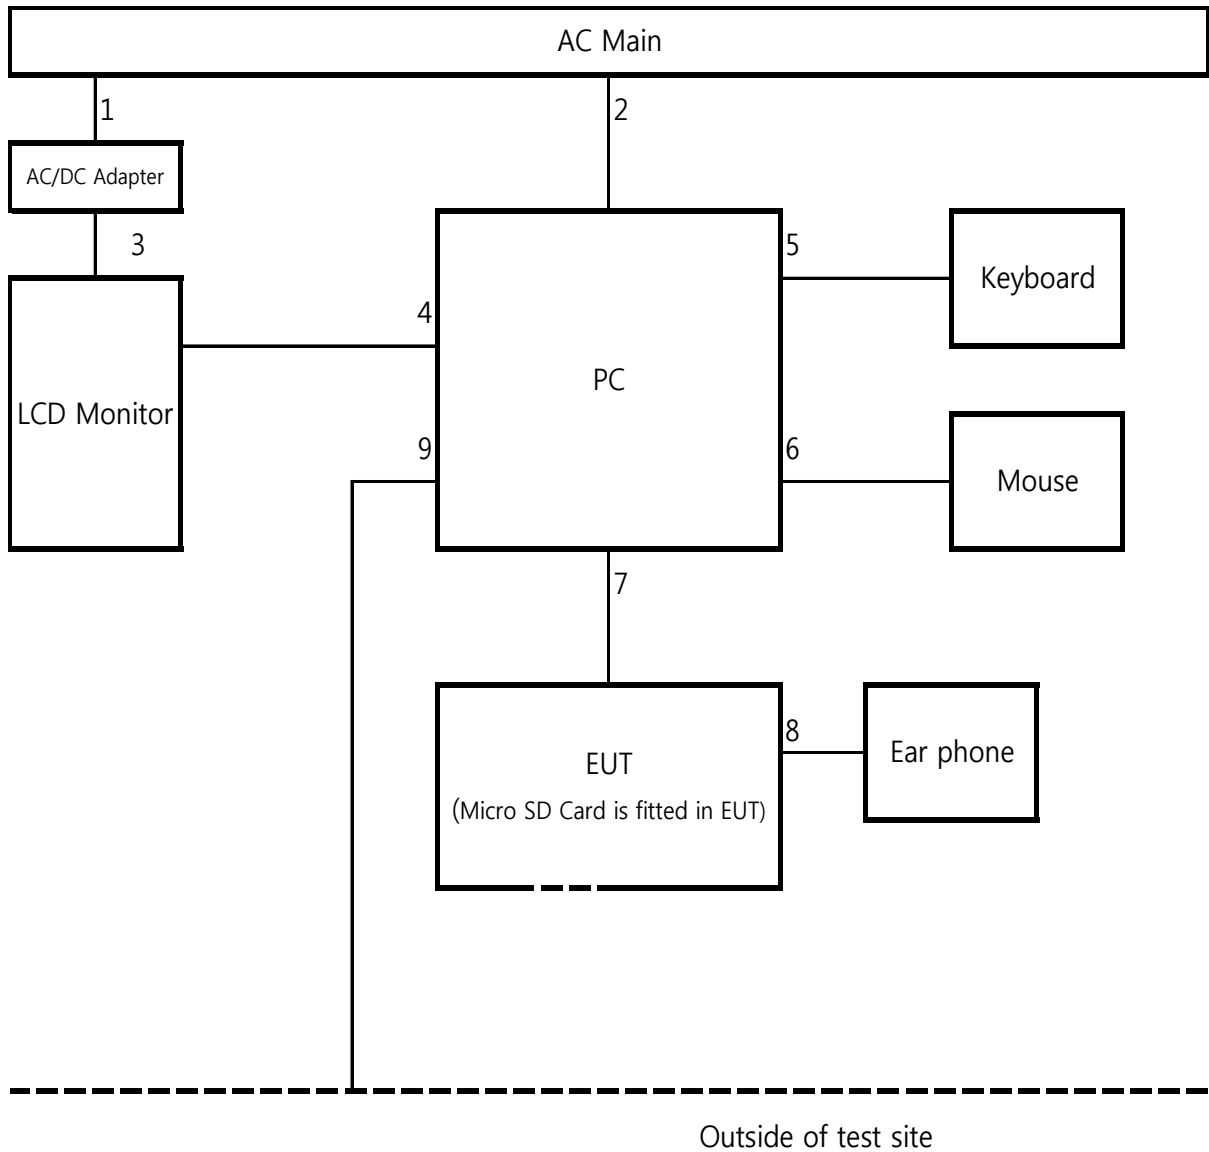 AC Main
1
2
AC/DC Adapter
3
5
Keyboard
4
PC
LCD Monitor
9
6
Mouse
7
8
Ear phone
EUT
(Micro SD Card is fitted in EUT)
Outside of test site